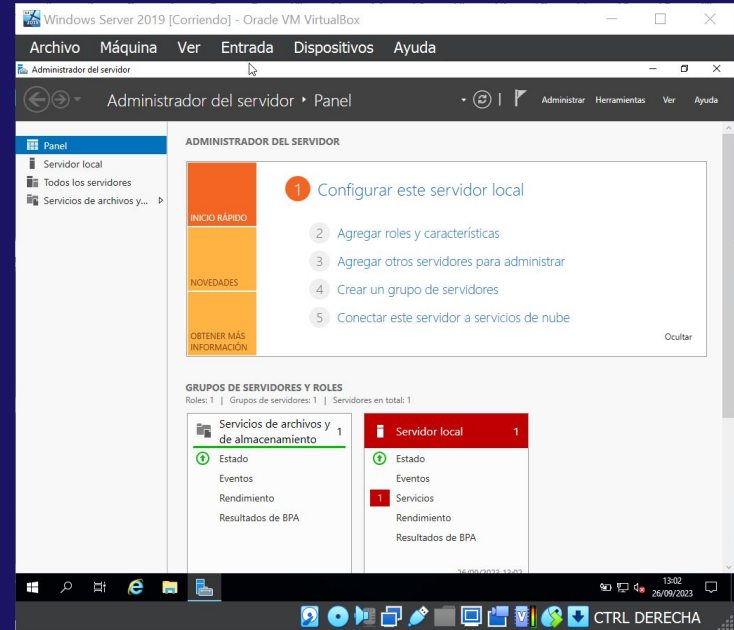 Windows Server 2019 [Corriendo] - Oracle VM VirtualBox
Archivo Máquina Ver Entrada Dispositivos Ayuda
Administrador del servidor
Administrador del servidor • Panel
Administrar Herramientas Ver Ayuda
Panel
Servidor local
Todos los servidores
Servicios de archivos y...
ADMINISTRADOR DEL SERVIDOR
INICIO RÁPIDO
NOVEDADES
OBTENER MÁS
INFORMACIÓN
1 Configurar este servidor local
2 Agregar roles y características
3 Agregar otros servidores para administrar
4 Crear un grupo de servidores
5 Conectar este servidor a servicios de nube
Ocultar
GRUPOS DE SERVIDORES Y ROLES
Roles: 1 | Grupos de servidores: 1 | Servidores en total: 1
Servicios de archivos y
de almacenamiento
1
Estado
Eventos
Rendimiento
Resultados de BPA
Servidor local 1
Estado
Eventos
1 Servicios
Rendimiento
Resultados de BPA
26/09/2023 13:02
13:02
26/09/2023
CTRL DERECHA